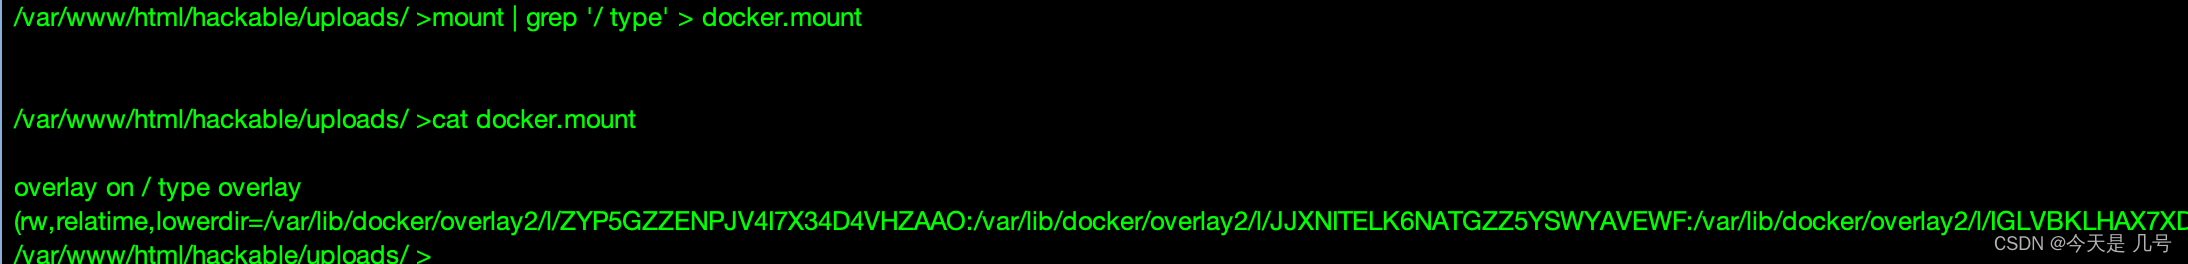 /var/www/html/hackable/uploads/ >mount | grep '/ type' > docker.mount
/var/www/html/hackable/uploads/ >cat docker.mount
overlay on / type overlay
(rw,relatime,lowerdir=/var/lib/docker/overlay2/l/ZYP5GZZENPJV4I7X34D4VHZAAO:/var/lib/docker/overlay2/l/JJXNITELK6NATGZZ5YSWYAVEWF:/var/lib/docker/overlay2/l/IGLVBKLHAX7XD
/var/www/html/hackable/uploads/ >
CSDN @今天是 几号